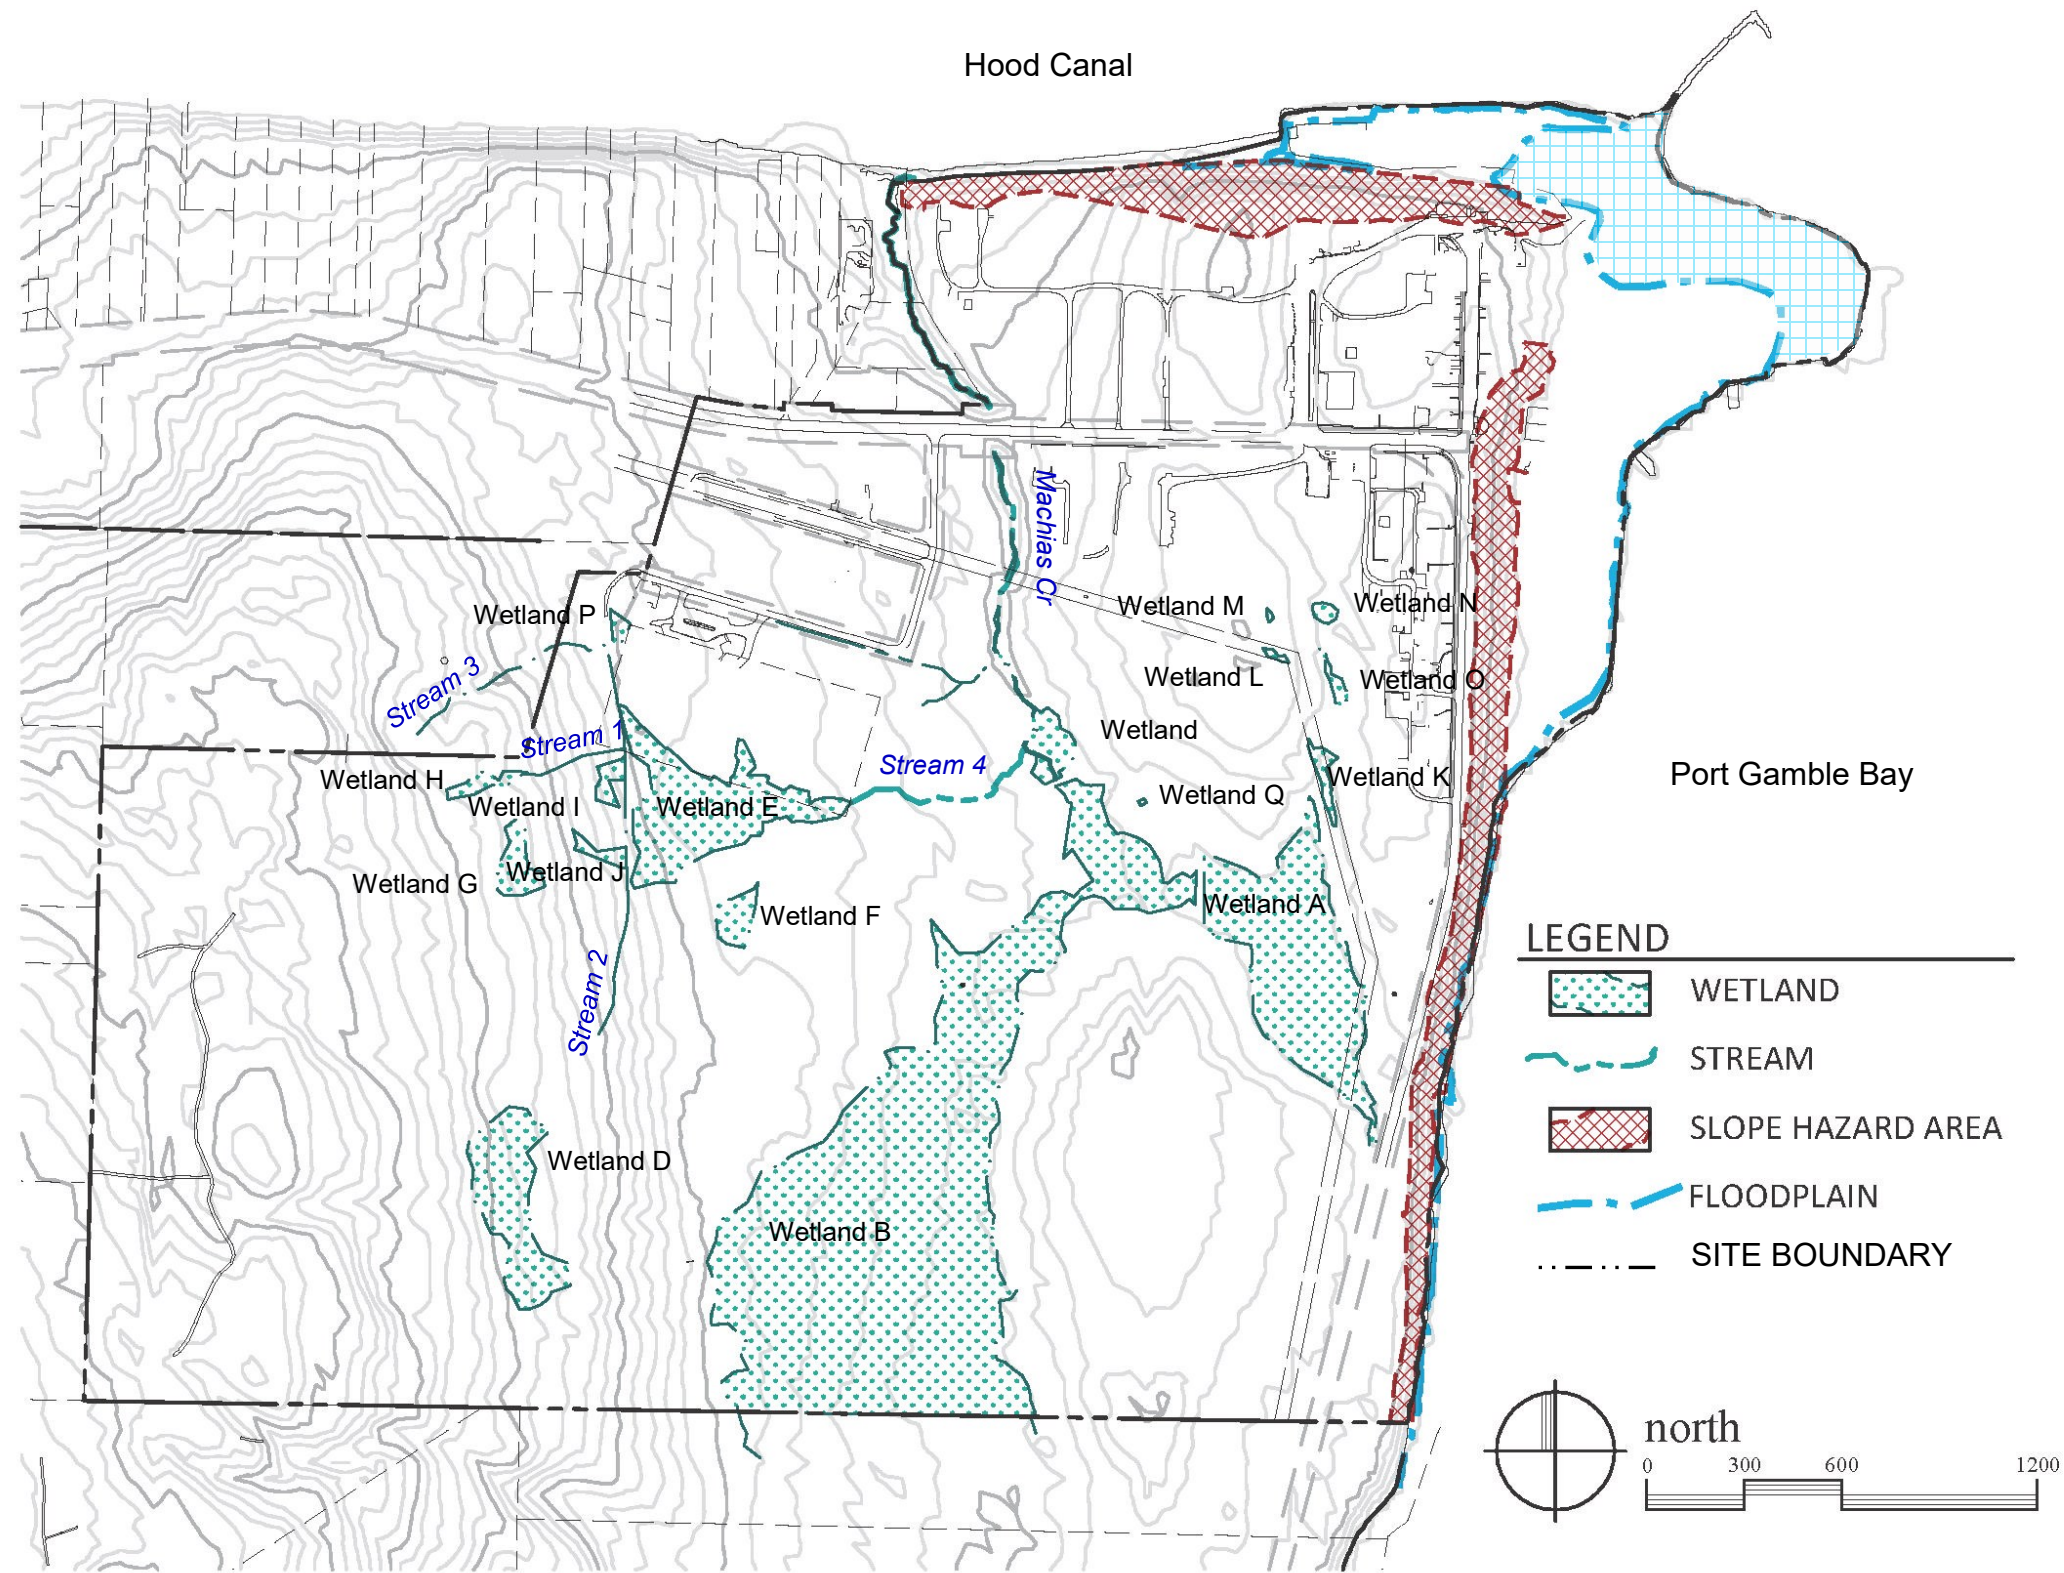 Hood Canal
Machias Cr
Wetland P
Wetland M
Wetland N
Stream 3
Wetland L
Wetland O
Stream 1
Wetland
Stream 4
Wetland H
Wetland I
Wetland E
Wetland Q
Wetland K
Port Gamble Bay
Wetland G
Wetland J
Wetland F
Wetland A
Stream 2
Wetland D
Wetland B
LEGEND
WETLAND
STREAM
SLOPE HAZARD AREA
FLOODPLAIN
SITE BOUNDARY
north
0 300 600 1200